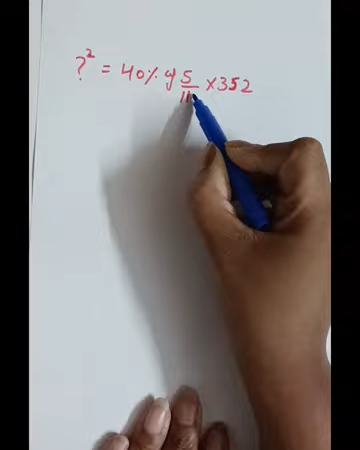 ?² = 40% of 5/11 × 352